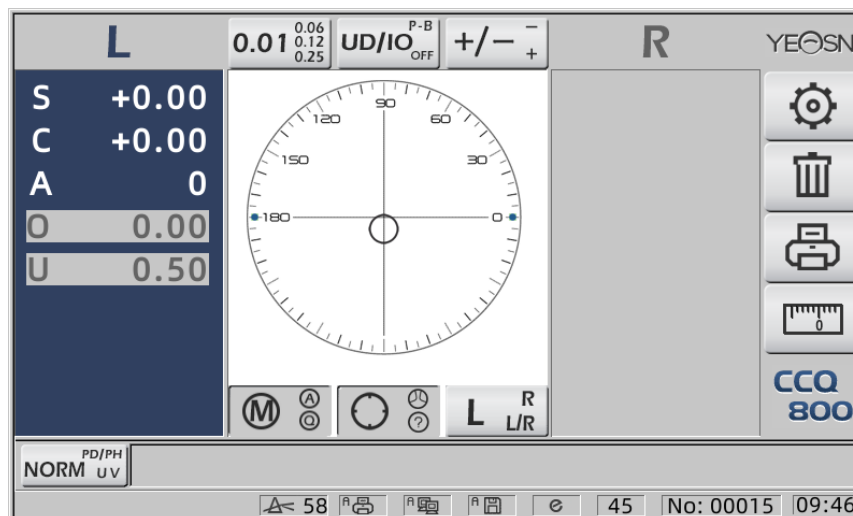 L
0.01 0.06 0.12 0.25
UD/IO P-B OFF
+/− − +
R
YEOSN
S +0.00
C +0.00
A 0
O 0.00
U 0.50
90
120 60
150 30
180 0
0
M A Q
?
L R L/R
CCQ
800
NORM PD/PH UV
A 58 A A A e 45 No: 00015 09:46